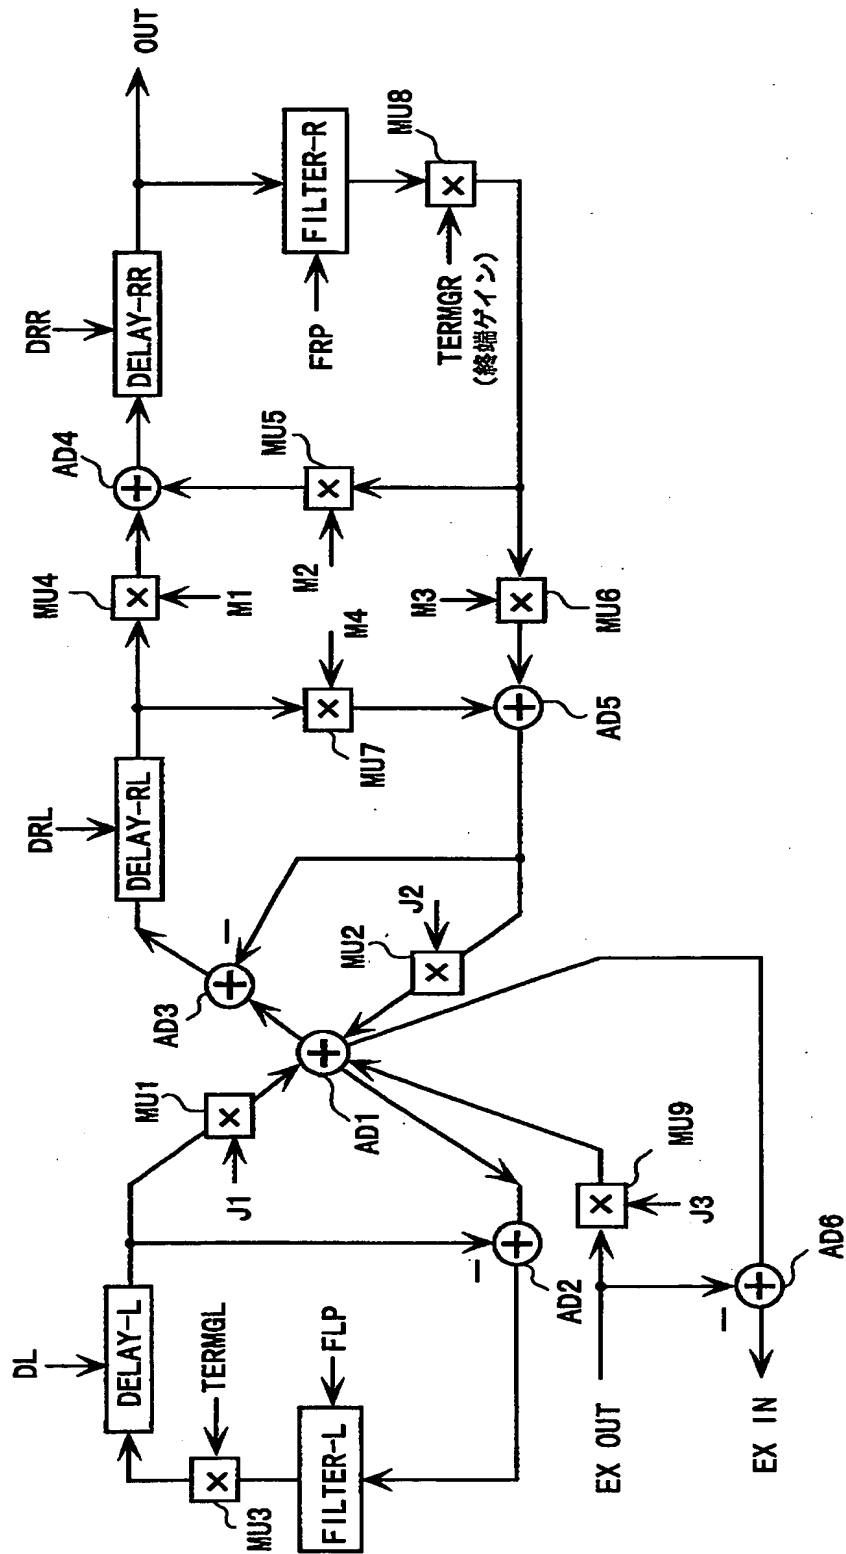 OUT
DRR
DELAY-RR
FILTER-R
FRP
MU8
TERMGR
(終端ゲイン)
AD4
MU5
M2
MU4
M1
M4
M3
MU6
MU7
AD5
DRL
DELAY-RL
J2
MU2
AD3
AD1
MU1
J1
MU9
J3
AD6
AD2
DL
DELAY-L
TERMGL
FLP
FILTER-L
MU3
EX OUT
EX IN